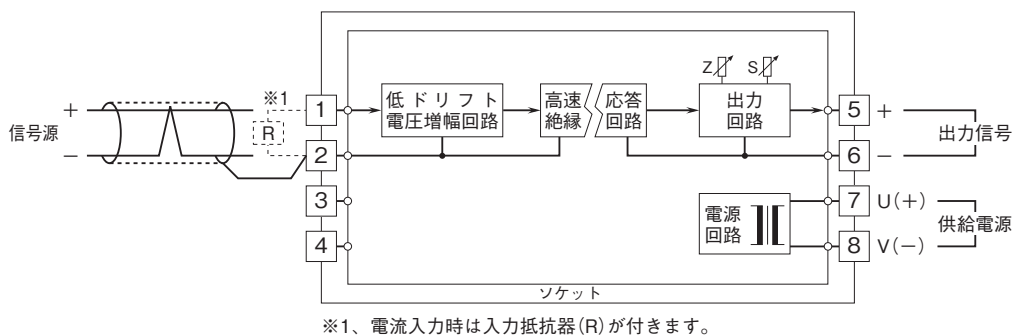 信号源
+
−
※1
R
1
2
3
4
低ドリフト
電圧増幅回路
高速
絶縁
応答
回路
Z
S
出力
回路
電源
回路
5
+
6
−
出力信号
7
U(+)
8
V(−)
供給電源
ソケット
※1、電流入力時は入力抵抗器(R)が付きます。